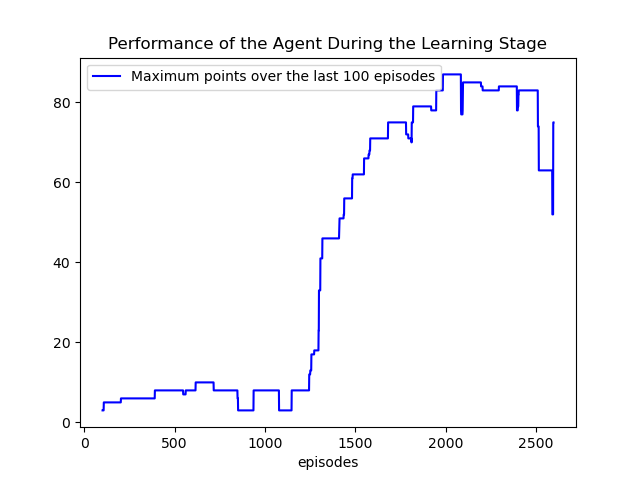 Performance of the Agent During the Learning Stage
Maximum points over the last 100 episodes
80
60
40
20
0
0 500 1000 1500 2000 2500
episodes